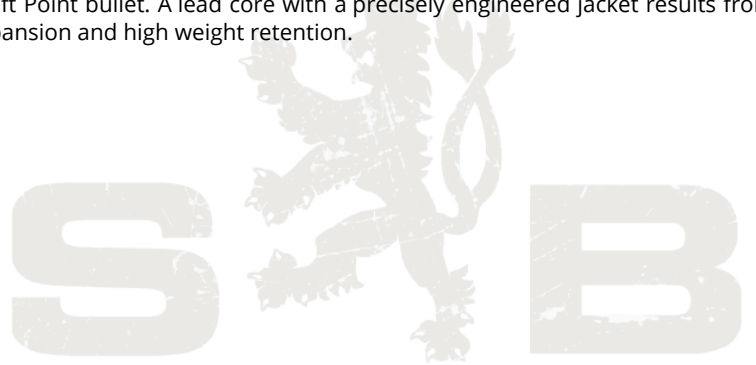 ft Point bullet. A lead core with a precisely engineered jacket results fro
pansion and high weight retention.
S B